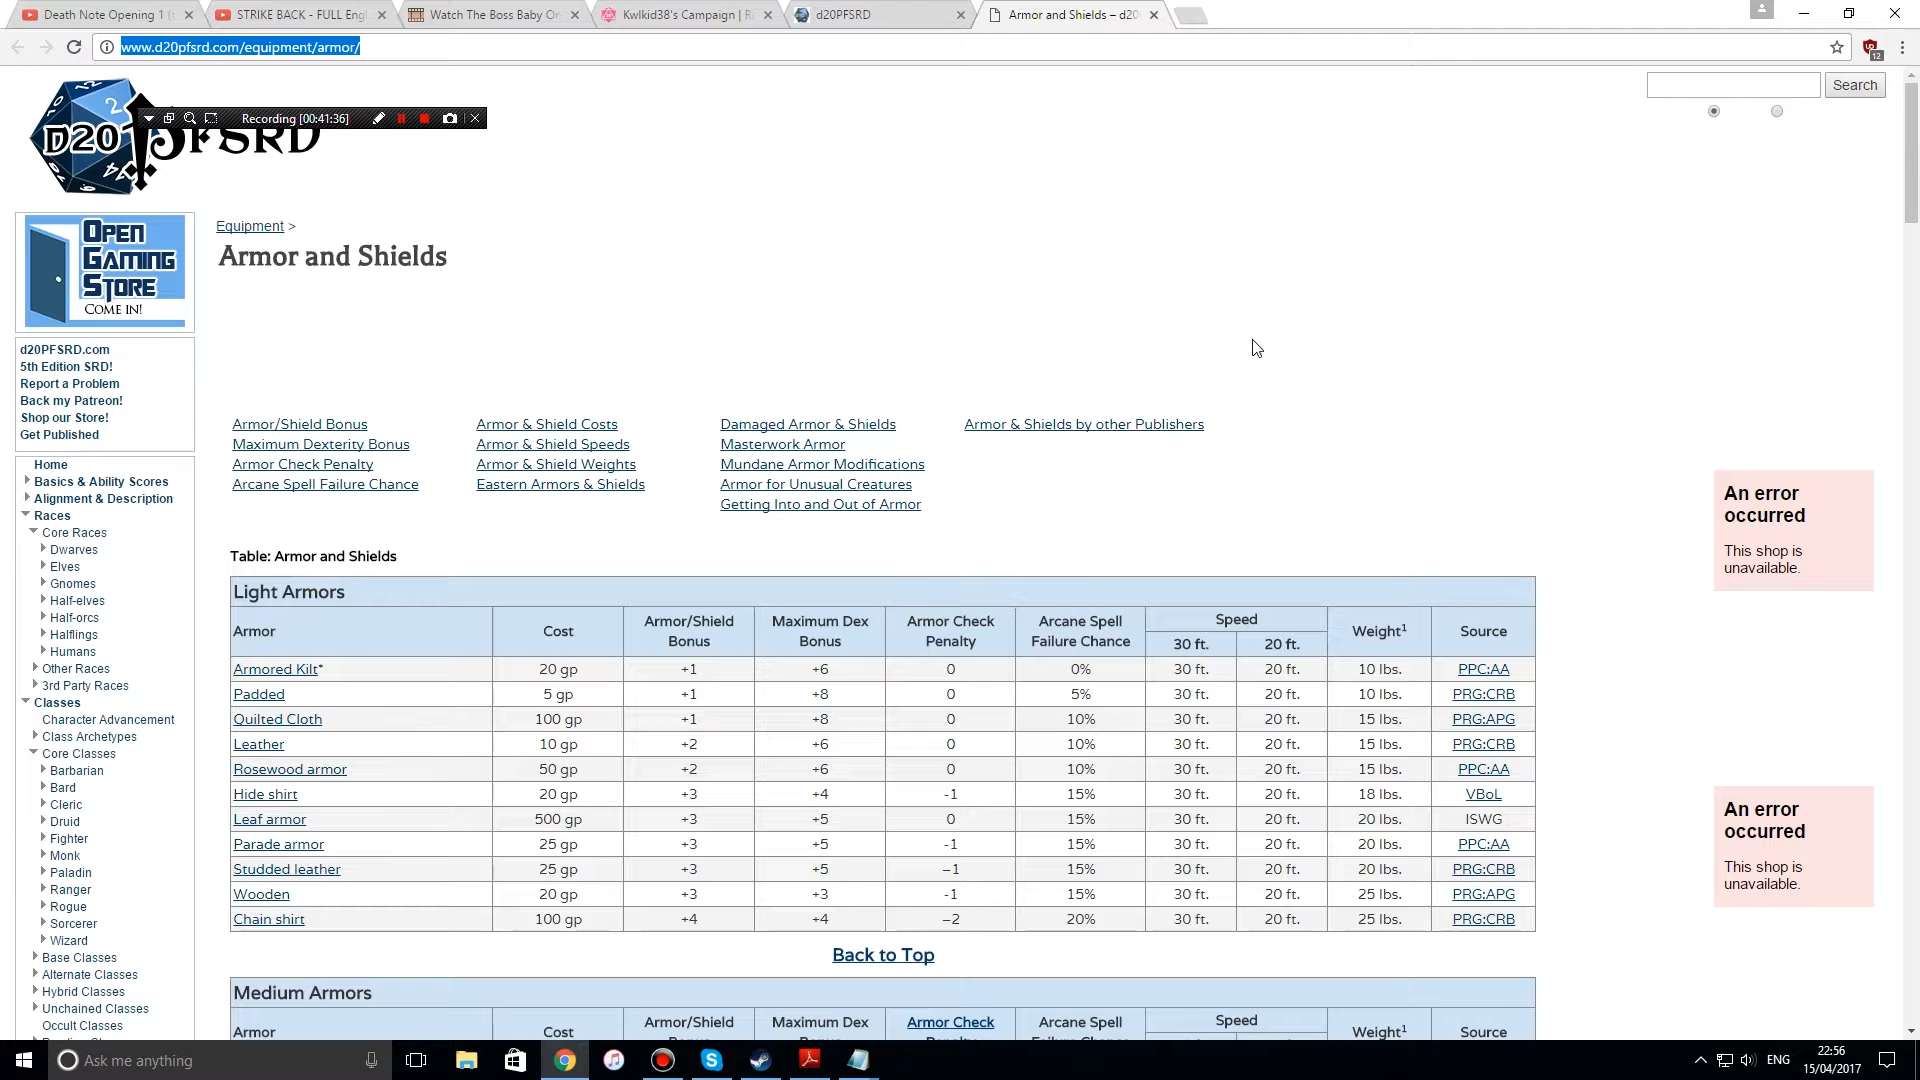 Death Note Opening 1 (
STRIKE BACK - FULL Eng
Watch The Boss Baby On
Kwlkid38's Campaign | R
d20PFSRD
Armor and Shields – d20
www.d20pfsrd.com/equipment/armor/
12
Search
Recording [00:41:36]
D20PFSRD
OPEN GAMING STORE
COME IN!
Equipment >
Armor and Shields
d20PFSRD.com
5th Edition SRD!
Report a Problem
Back my Patreon!
Shop our Store!
Get Published
Home
Basics & Ability Scores
Alignment & Description
Races
Core Races
Dwarves
Elves
Gnomes
Half-elves
Half-orcs
Halflings
Humans
Other Races
3rd Party Races
Classes
Character Advancement
Class Archetypes
Core Classes
Barbarian
Bard
Cleric
Druid
Fighter
Monk
Paladin
Ranger
Rogue
Sorcerer
Wizard
Base Classes
Alternate Classes
Hybrid Classes
Unchained Classes
Occult Classes
Armor/Shield Bonus
Maximum Dexterity Bonus
Armor Check Penalty
Arcane Spell Failure Chance
Armor & Shield Costs
Armor & Shield Speeds
Armor & Shield Weights
Eastern Armors & Shields
Damaged Armor & Shields
Masterwork Armor
Mundane Armor Modifications
Armor for Unusual Creatures
Getting Into and Out of Armor
Armor & Shields by other Publishers
Table: Armor and Shields
Light Armors
Armor Cost Armor/Shield Bonus Maximum Dex Bonus Armor Check Penalty Arcane Spell Failure Chance Speed 30 ft. 20 ft. Weight1 Source
Armored Kilt* 20 gp +1 +6 0 0% 30 ft. 20 ft. 10 lbs. PPC:AA
Padded 5 gp +1 +8 0 5% 30 ft. 20 ft. 10 lbs. PRG:CRB
Quilted Cloth 100 gp +1 +8 0 10% 30 ft. 20 ft. 15 lbs. PRG:APG
Leather 10 gp +2 +6 0 10% 30 ft. 20 ft. 15 lbs. PRG:CRB
Rosewood armor 50 gp +2 +6 0 10% 30 ft. 20 ft. 15 lbs. PPC:AA
Hide shirt 20 gp +3 +4 -1 15% 30 ft. 20 ft. 18 lbs. VBoL
Leaf armor 500 gp +3 +5 0 15% 30 ft. 20 ft. 20 lbs. ISWG
Parade armor 25 gp +3 +5 -1 15% 30 ft. 20 ft. 20 lbs. PPC:AA
Studded leather 25 gp +3 +5 –1 15% 30 ft. 20 ft. 20 lbs. PRG:CRB
Wooden 20 gp +3 +3 -1 15% 30 ft. 20 ft. 25 lbs. PRG:APG
Chain shirt 100 gp +4 +4 –2 20% 30 ft. 20 ft. 25 lbs. PRG:CRB
Back to Top
Medium Armors
Armor Cost Armor/Shield Maximum Dex Armor Check Arcane Spell Speed Weight1 Source
An error occurred
This shop is unavailable.
An error occurred
This shop is unavailable.
Ask me anything
ENG
22:56
15/04/2017